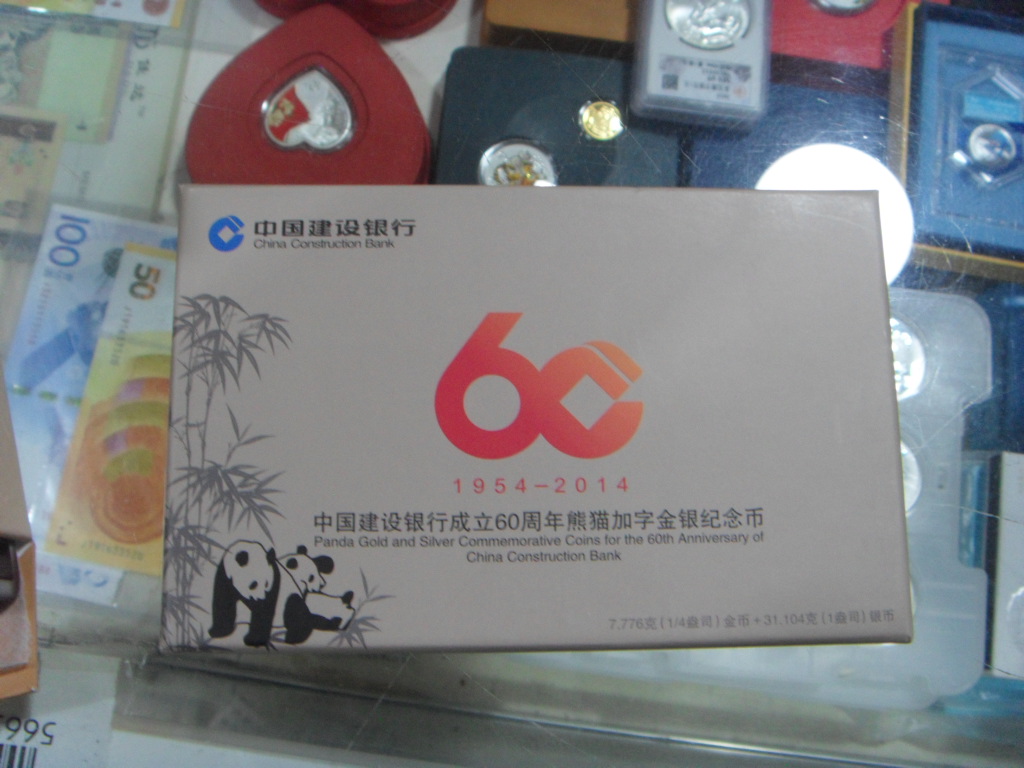 中国建设银行
China Construction Bank
60
1954-2014
中国建设银行成立60周年熊猫加字金银纪念币
Panda Gold and Silver Commemorative Coins for the 60th Anniversary of
China Construction Bank
7.776克(1/4盎司)金币+31.104克(1盎司)银币
100
50